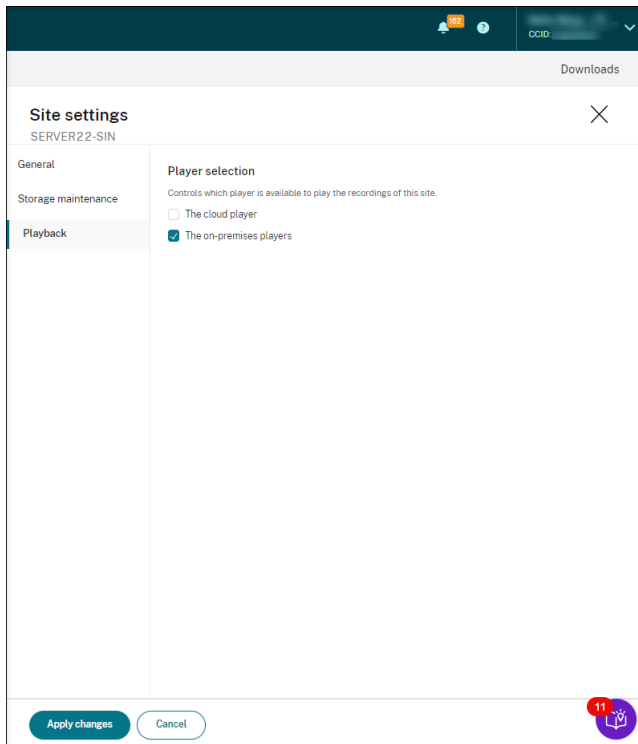 162
?
CCID:
Downloads
Site settings
SERVER22-SIN
General
Storage maintenance
Playback
Player selection
Controls which player is available to play the recordings of this site.
The cloud player
The on-premises players
Apply changes
Cancel
11